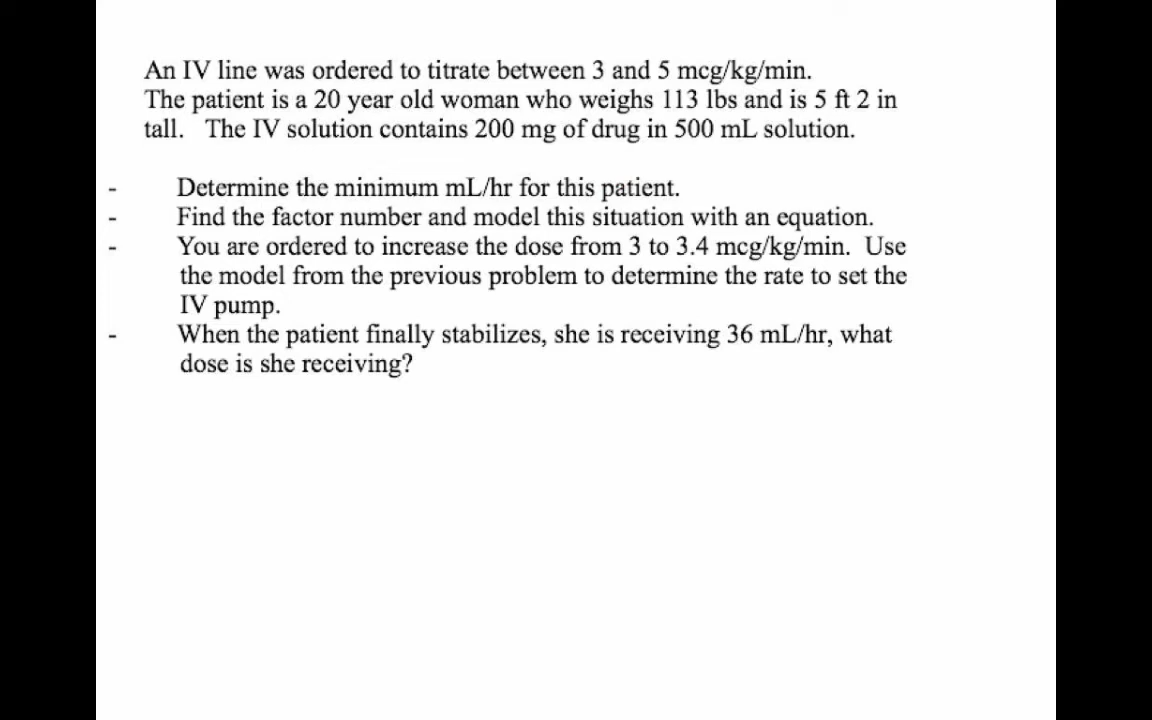 An IV line was ordered to titrate between 3 and 5 mcg/kg/min.
The patient is a 20 year old woman who weighs 113 lbs and is 5 ft 2 in
tall. The IV solution contains 200 mg of drug in 500 mL solution.
- Determine the minimum mL/hr for this patient.
- Find the factor number and model this situation with an equation.
- You are ordered to increase the dose from 3 to 3.4 mcg/kg/min. Use
the model from the previous problem to determine the rate to set the
IV pump.
- When the patient finally stabilizes, she is receiving 36 mL/hr, what
dose is she receiving?